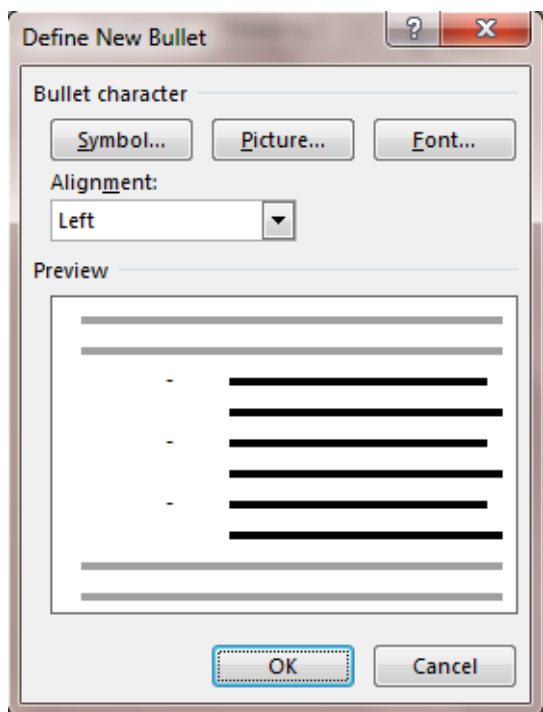 Define New Bullet
?
X
Bullet character
Symbol... Picture... Font...
Alignment:
Left
Preview
-
-
-
OK Cancel